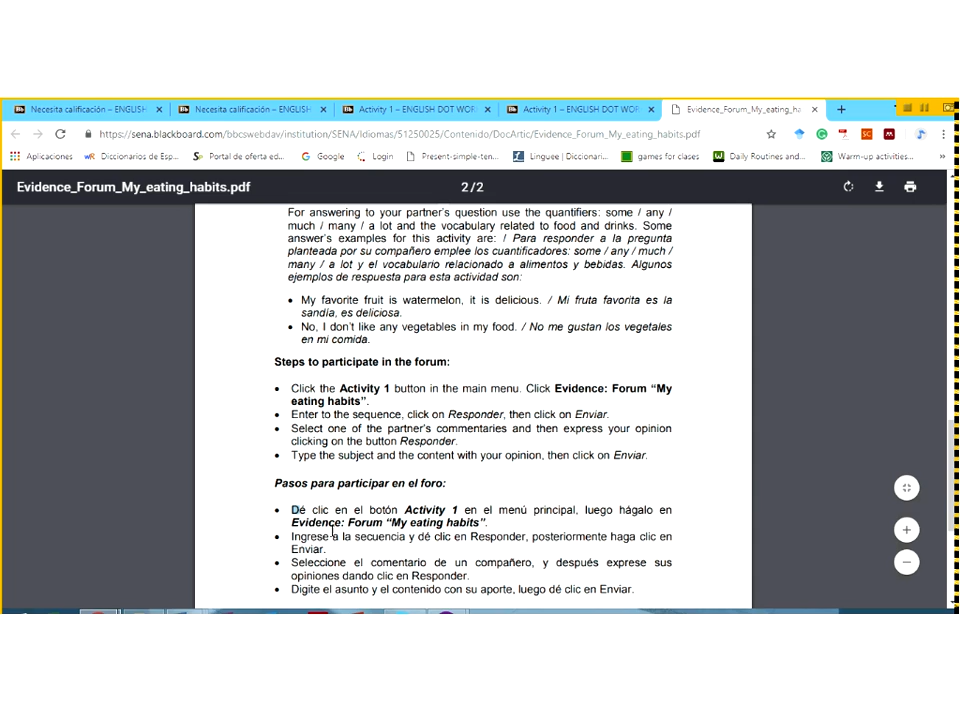 Necesita calificación – ENGLISH
Necesita calificación – ENGLISH
Activity 1 – ENGLISH DOT WOR
Activity 1 – ENGLISH DOT WOR
Evidence_Forum_My_eating_ha
https://sena.blackboard.com/bbcswebdav/institution/SENA/Idiomas/51250025/Contenido/DocArtic/Evidence_Forum_My_eating_habits.pdf
Aplicaciones
Diccionarios de Esp...
Portal de oferta ed...
Google
Login
Present-simple-ten...
Linguee | Diccionari...
games for clases
Daily Routines and...
Warm-up activities...
»
Evidence_Forum_My_eating_habits.pdf
2/2
For answering to your partner's question use the quantifiers: some / any /
much / many / a lot and the vocabulary related to food and drinks. Some
answer's examples for this activity are: / Para responder a la pregunta
planteada por su compañero emplee los cuantificadores: some / any / much /
many / a lot y el vocabulario relacionado a alimentos y bebidas. Algunos
ejemplos de respuesta para esta actividad son:
• My favorite fruit is watermelon, it is delicious. / Mi fruta favorita es la
sandía, es deliciosa.
• No, I don't like any vegetables in my food. / No me gustan los vegetales
en mi comida.
Steps to participate in the forum:
• Click the Activity 1 button in the main menu. Click Evidence: Forum “My
eating habits”.
• Enter to the sequence, click on Responder, then click on Enviar.
• Select one of the partner's commentaries and then express your opinion
clicking on the button Responder.
• Type the subject and the content with your opinion, then click on Enviar.
Pasos para participar en el foro:
• Dé clic en el botón Activity 1 en el menú principal, luego hágalo en
Evidence: Forum “My eating habits”.
• Ingrese a la secuencia y dé clic en Responder, posteriormente haga clic en
Enviar.
• Seleccione el comentario de un compañero, y después exprese sus
opiniones dando clic en Responder.
• Digite el asunto y el contenido con su aporte, luego dé clic en Enviar.